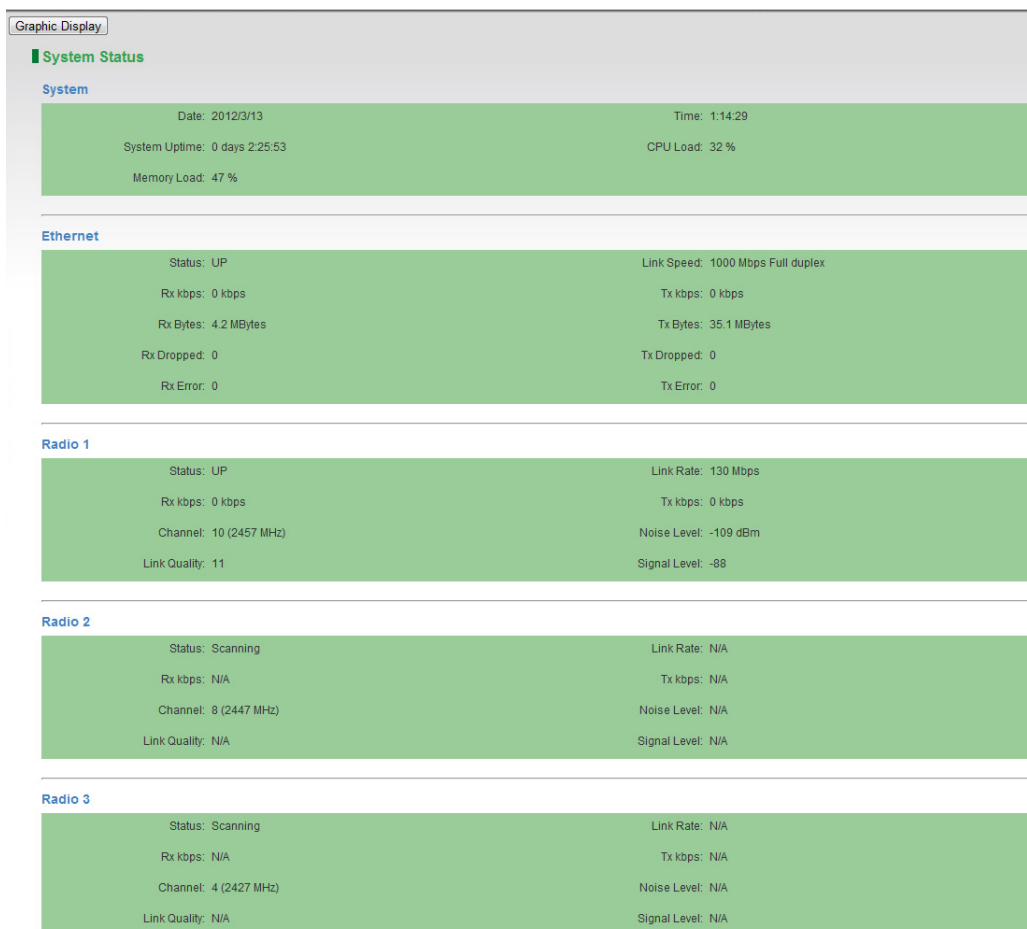 Graphic Display
System Status
System
Date: 2012/3/13 Time: 1:14:29
System Uptime: 0 days 2:25:53 CPU Load: 32 %
Memory Load: 47 %
Ethernet
Status: UP Link Speed: 1000 Mbps Full duplex
Rx kbps: 0 kbps Tx kbps: 0 kbps
Rx Bytes: 4.2 MBytes Tx Bytes: 35.1 MBytes
Rx Dropped: 0 Tx Dropped: 0
Rx Error: 0 Tx Error: 0
Radio 1
Status: UP Link Rate: 130 Mbps
Rx kbps: 0 kbps Tx kbps: 0 kbps
Channel: 10 (2457 MHz) Noise Level: -109 dBm
Link Quality: 11 Signal Level: -88
Radio 2
Status: Scanning Link Rate: N/A
Rx kbps: N/A Tx kbps: N/A
Channel: 8 (2447 MHz) Noise Level: N/A
Link Quality: N/A Signal Level: N/A
Radio 3
Status: Scanning Link Rate: N/A
Rx kbps: N/A Tx kbps: N/A
Channel: 4 (2427 MHz) Noise Level: N/A
Link Quality: N/A Signal Level: N/A